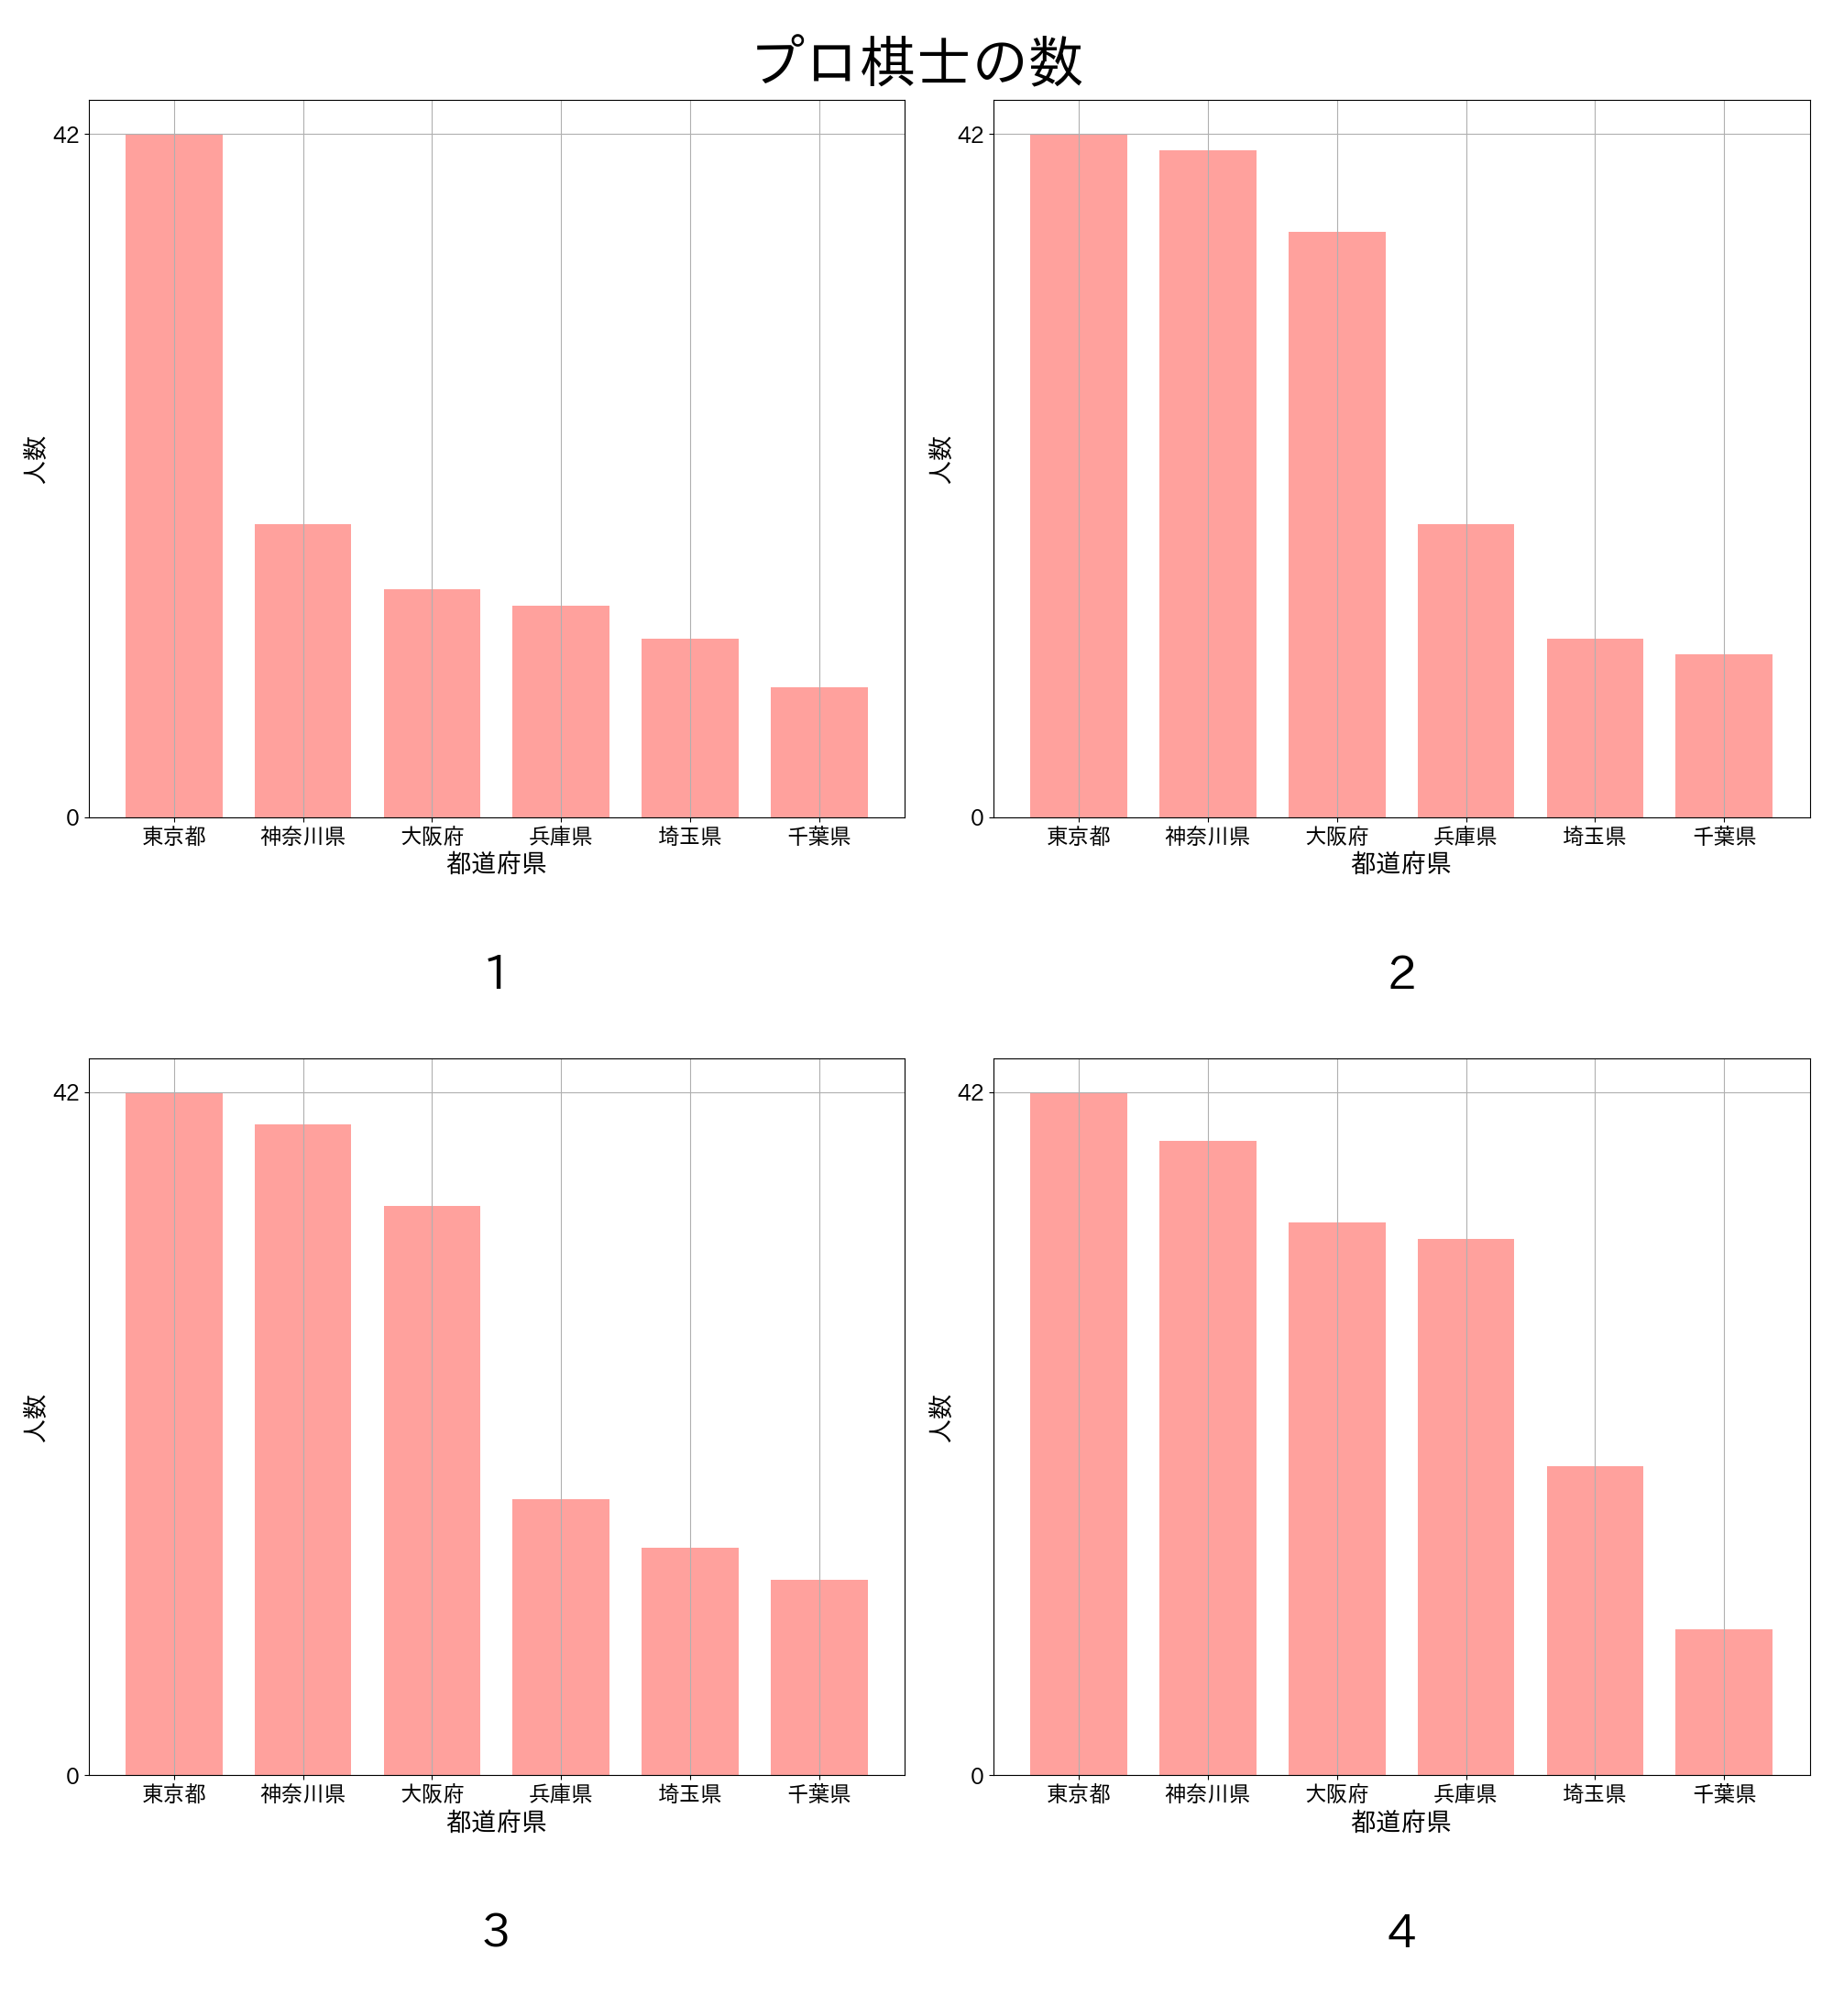 プロ棋士の数
42
0
人数
東京都 神奈川県 大阪府 兵庫県 埼玉県 千葉県
都道府県
1
42
0
人数
東京都 神奈川県 大阪府 兵庫県 埼玉県 千葉県
都道府県
2
42
0
人数
東京都 神奈川県 大阪府 兵庫県 埼玉県 千葉県
都道府県
3
42
0
人数
東京都 神奈川県 大阪府 兵庫県 埼玉県 千葉県
都道府県
4